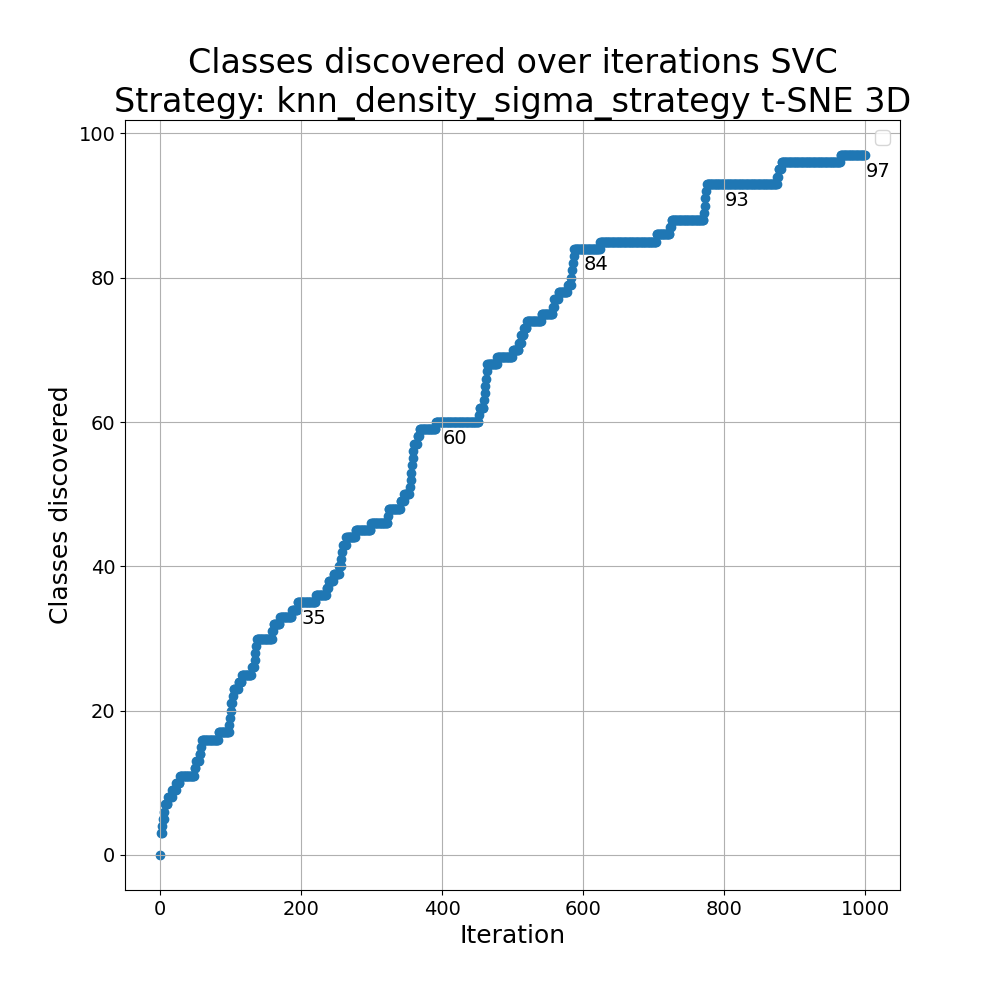 Classes discovered over iterations SVC
Strategy: knn_density_sigma_strategy t-SNE 3D
100
80
60
40
20
0
Classes discovered
97
93
84
60
35
0 200 400 600 800 1000
Iteration